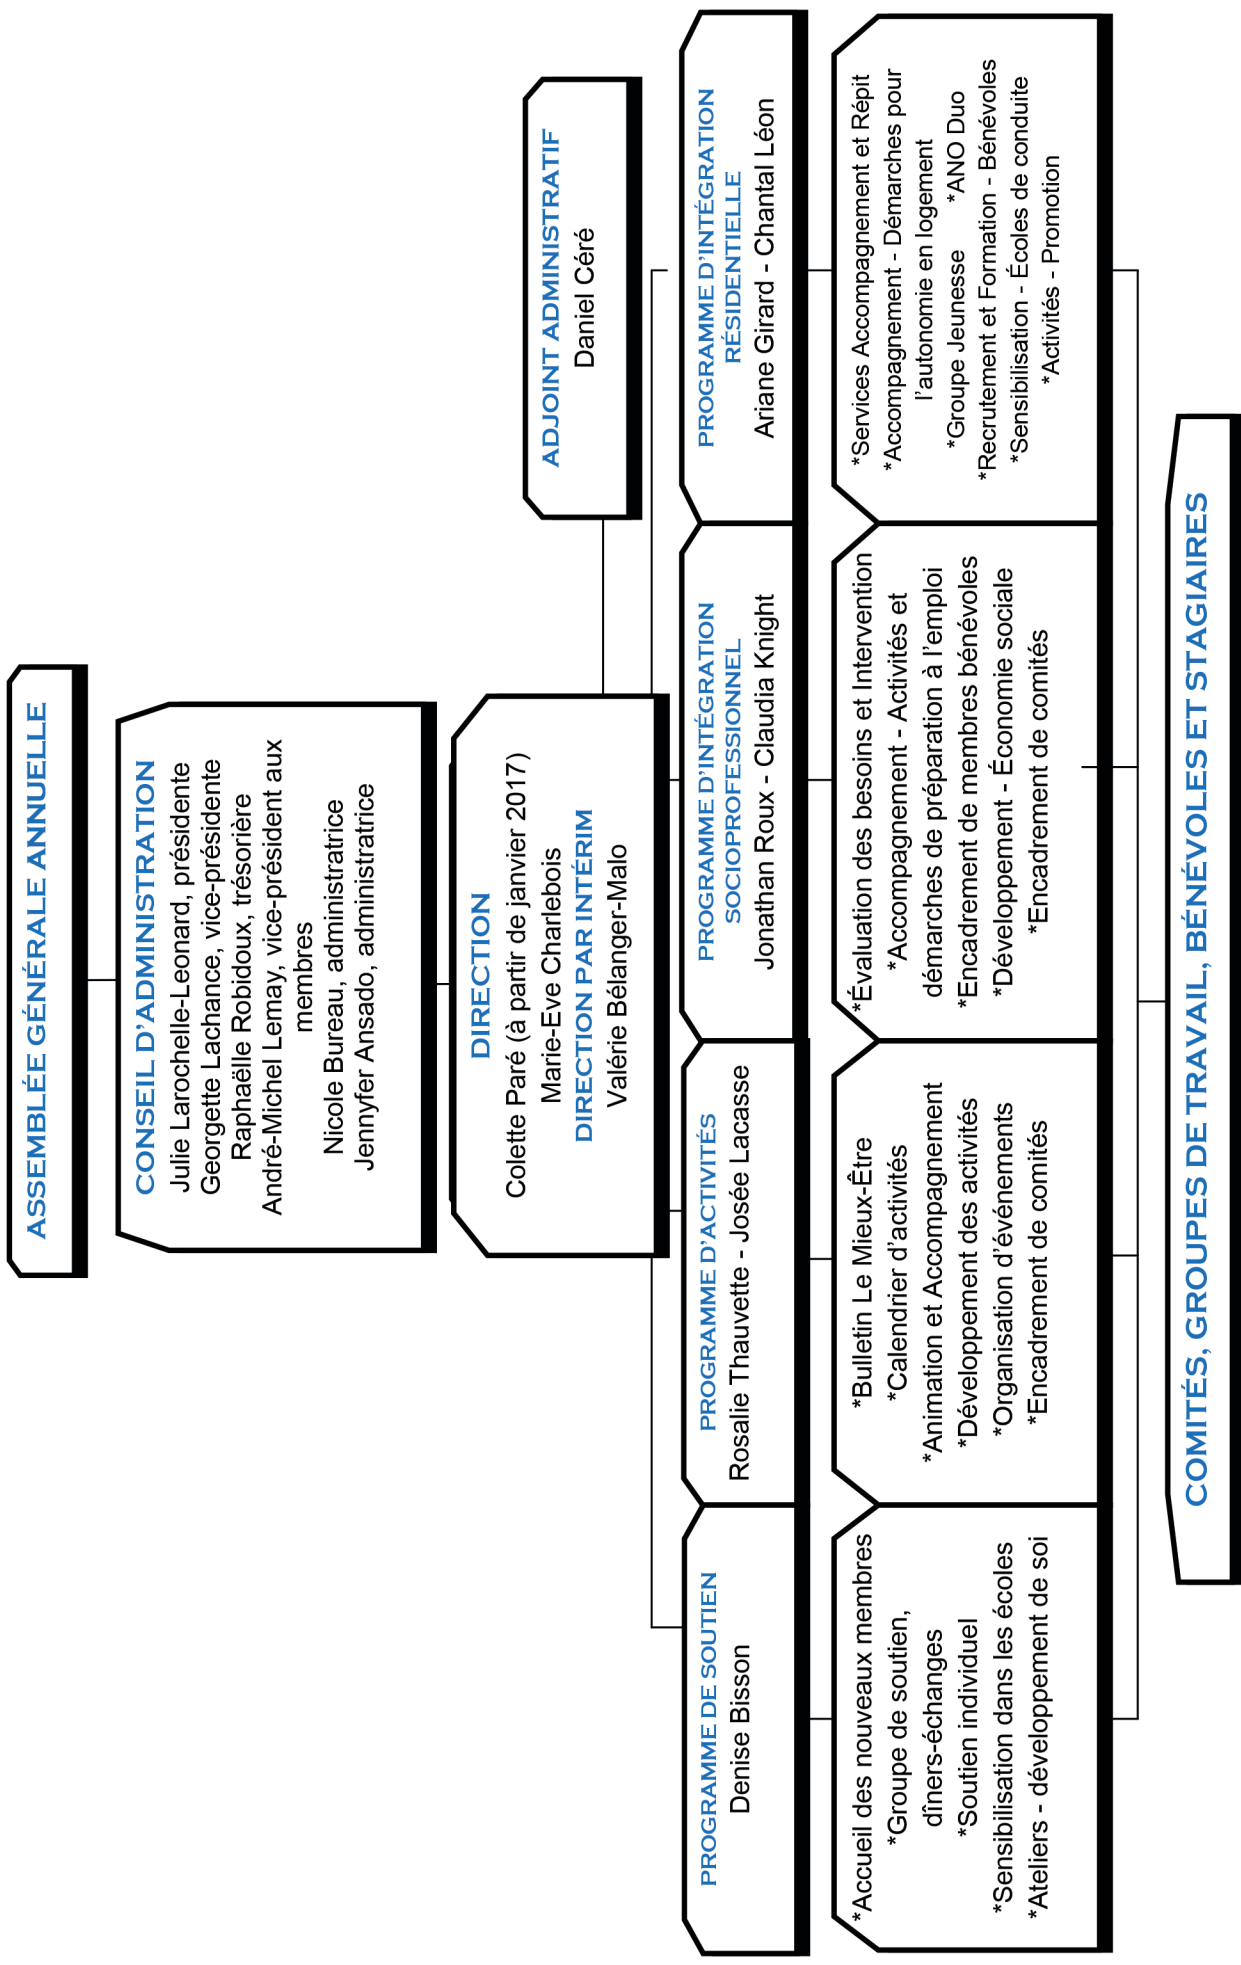 ASSEMBLÉE GÉNÉRALE ANNUELLE
CONSEIL D'ADMINISTRATION
Julie Larochelle-Leonard, présidente
Georgette Lachance, vice-présidente
Raphaëlle Robidoux, trésorière
André-Michel Lemay, vice-président aux
membres
Nicole Bureau, administratrice
Jennyfer Ansado, administratrice
DIRECTION
Colette Paré (à partir de janvier 2017)
Marie-Eve Charlebois
DIRECTION PAR INTÉRIM
Valérie Bélanger-Malo
ADJOINT ADMINISTRATIF
Daniel Céré
PROGRAMME DE SOUTIEN
Denise Bisson
*Accueil des nouveaux membres
*Groupe de soutien,
dîners-échanges
*Soutien individuel
*Sensibilisation dans les écoles
*Ateliers - développement de soi
PROGRAMME D'ACTIVITÉS
Rosalie Thauvette - Josée Lacasse
*Bulletin Le Mieux-Être
*Calendrier d'activités
*Animation et Accompagnement
*Développement des activités
*Organisation d'événements
*Encadrement de comités
PROGRAMME D'INTÉGRATION
SOCIOPROFESSIONNEL
Jonathan Roux - Claudia Knight
*Évaluation des besoins et Intervention
*Accompagnement - Activités et
démarches de préparation à l'emploi
*Encadrement de membres bénévoles
*Développement - Économie sociale
*Encadrement de comités
PROGRAMME D'INTÉGRATION
RÉSIDENTIELLE
Ariane Girard - Chantal Léon
*Services Accompagnement et Répit
*Accompagnement - Démarches pour
l'autonomie en logement
*Groupe Jeunesse *ANO Duo
*Recrutement et Formation - Bénévoles
*Sensibilisation - Écoles de conduite
*Activités - Promotion
COMITÉS, GROUPES DE TRAVAIL, BÉNÉVOLES ET STAGIAIRES